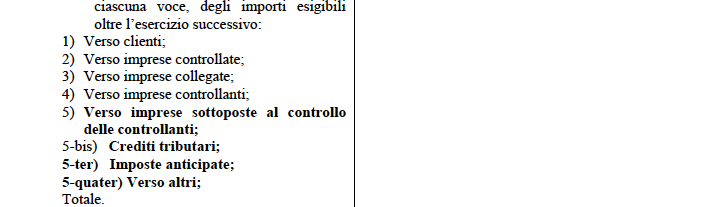 ciascuna voce, degli importi esigibili
oltre l'esercizio successivo:
1) Verso clienti;
2) Verso imprese controllate;
3) Verso imprese collegate;
4) Verso imprese controllanti;
5) Verso imprese sottoposte al controllo
delle controllanti;
5-bis) Crediti tributari;
5-ter) Imposte anticipate;
5-quater) Verso altri;
Totale.